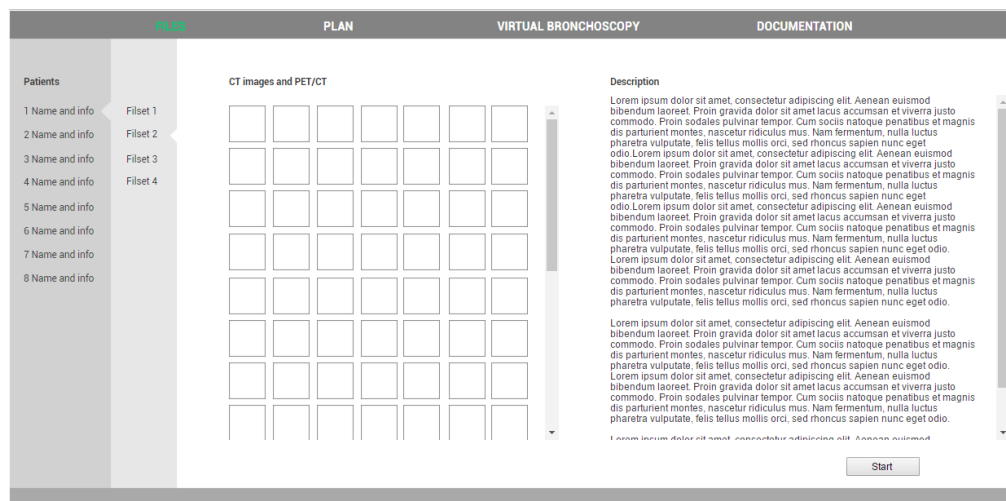 FILES
PLAN
VIRTUAL BRONCHOSCOPY
DOCUMENTATION
Patients
1 Name and info
2 Name and info
3 Name and info
4 Name and info
5 Name and info
6 Name and info
7 Name and info
8 Name and info
Filset 1
Filset 2
Filset 3
Filset 4
CT images and PET/CT
Description
Lorem ipsum dolor sit amet, consectetur adipiscing elit. Aenean euismod
bibendum laoreet. Proin gravida dolor sit amet lacus accumsan et viverra justo
commodo. Proin sodales pulvinar tempor. Cum sociis natoque penatibus et magnis
dis parturient montes, nascetur ridiculus mus. Nam fermentum, nulla luctus
pharetra vulputate, felis tellus mollis orci, sed rhoncus sapien nunc eget
odio.Lorem ipsum dolor sit amet, consectetur adipiscing elit. Aenean euismod
bibendum laoreet. Proin gravida dolor sit amet lacus accumsan et viverra justo
commodo. Proin sodales pulvinar tempor. Cum sociis natoque penatibus et magnis
dis parturient montes, nascetur ridiculus mus. Nam fermentum, nulla luctus
pharetra vulputate, felis tellus mollis orci, sed rhoncus sapien nunc eget
odio.Lorem ipsum dolor sit amet, consectetur adipiscing elit. Aenean euismod
bibendum laoreet. Proin gravida dolor sit amet lacus accumsan et viverra justo
commodo. Proin sodales pulvinar tempor. Cum sociis natoque penatibus et magnis
dis parturient montes, nascetur ridiculus mus. Nam fermentum, nulla luctus
pharetra vulputate, felis tellus mollis orci, sed rhoncus sapien nunc eget odio.
Lorem ipsum dolor sit amet, consectetur adipiscing elit. Aenean euismod
bibendum laoreet. Proin gravida dolor sit amet lacus accumsan et viverra justo
commodo. Proin sodales pulvinar tempor. Cum sociis natoque penatibus et magnis
dis parturient montes, nascetur ridiculus mus. Nam fermentum, nulla luctus
pharetra vulputate, felis tellus mollis orci, sed rhoncus sapien nunc eget odio.
Lorem ipsum dolor sit amet, consectetur adipiscing elit. Aenean euismod
bibendum laoreet. Proin gravida dolor sit amet lacus accumsan et viverra justo
commodo. Proin sodales pulvinar tempor. Cum sociis natoque penatibus et magnis
dis parturient montes, nascetur ridiculus mus. Nam fermentum, nulla luctus
pharetra vulputate, felis tellus mollis orci, sed rhoncus sapien nunc eget odio.
Lorem ipsum dolor sit amet, consectetur adipiscing elit. Aenean euismod
bibendum laoreet. Proin gravida dolor sit amet lacus accumsan et viverra justo
commodo. Proin sodales pulvinar tempor. Cum sociis natoque penatibus et magnis
dis parturient montes, nascetur ridiculus mus. Nam fermentum, nulla luctus
pharetra vulputate, felis tellus mollis orci, sed rhoncus sapien nunc eget odio.
Lorem ipsum dolor sit amet, consectetur adipiscing elit. Aenean euismod
Start